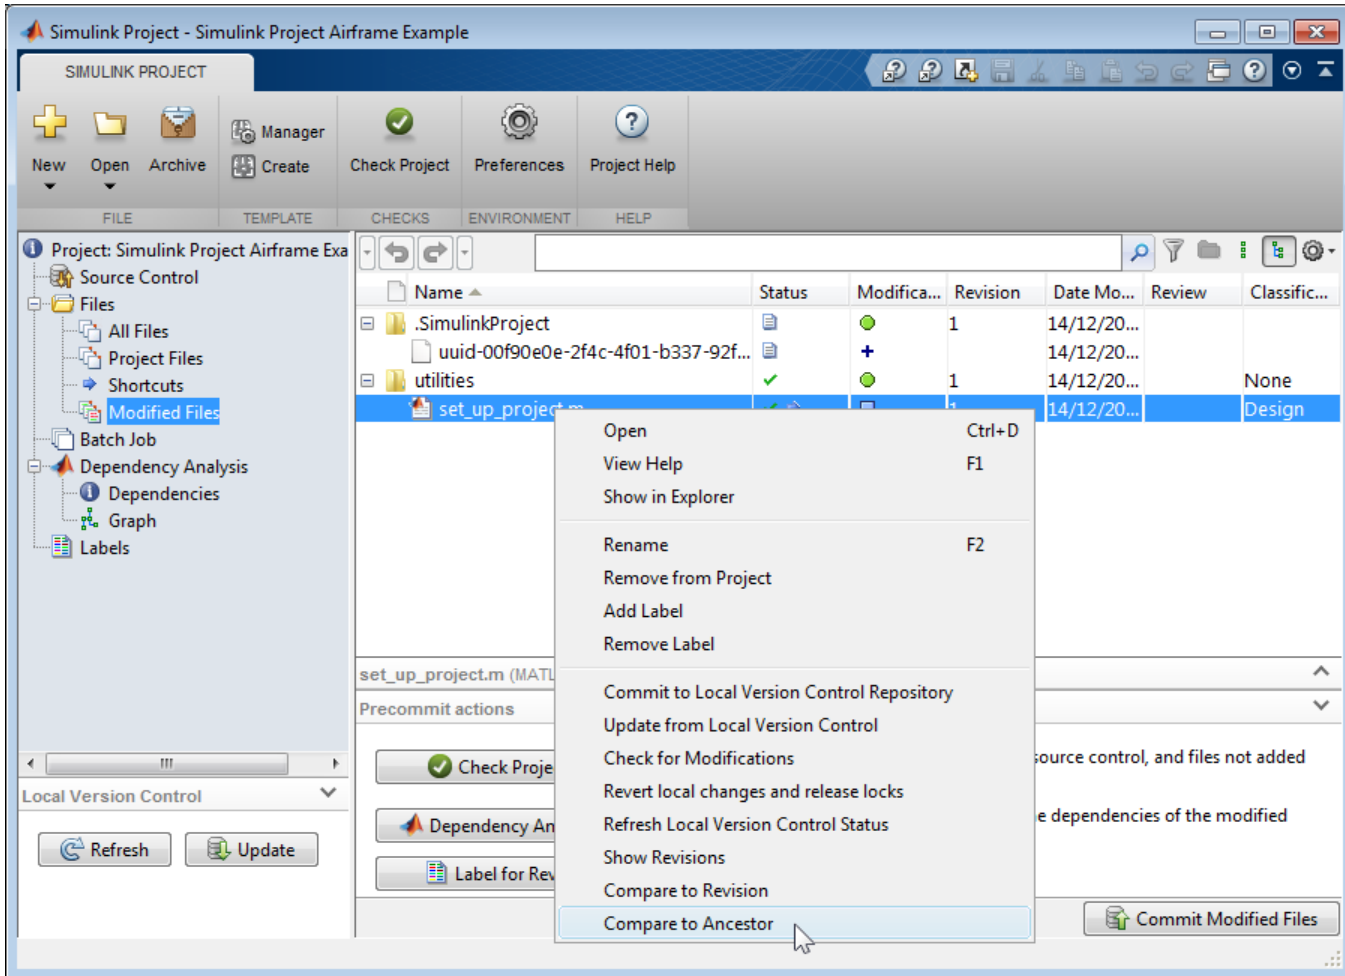 Simulink Project - Simulink Project Airframe Example
SIMULINK PROJECT
New
Open
Archive
Manager
Create
Check Project
Preferences
Project Help
FILE
TEMPLATE
CHECKS
ENVIRONMENT
HELP
Project: Simulink Project Airframe Exa
Source Control
Files
All Files
Project Files
Shortcuts
Modified Files
Batch Job
Dependency Analysis
Dependencies
Graph
Labels
Local Version Control
Refresh
Update
Name Status Modifica... Revision Date Mo... Review Classific...
.SimulinkProject 1 14/12/20...
uuid-00f90e0e-2f4c-4f01-b337-92f... 14/12/20...
utilities 1 14/12/20... None
set_up_project.m 1 14/12/20... Design
Open Ctrl+D
View Help F1
Show in Explorer
Rename F2
Remove from Project
Add Label
Remove Label
Commit to Local Version Control Repository
Update from Local Version Control
Check for Modifications
Revert local changes and release locks
Refresh Local Version Control Status
Show Revisions
Compare to Revision
Compare to Ancestor
set_up_project.m (MATL
Precommit actions
Check Proje
source control, and files not added
Dependency An
e dependencies of the modified
Label for Rev
Commit Modified Files